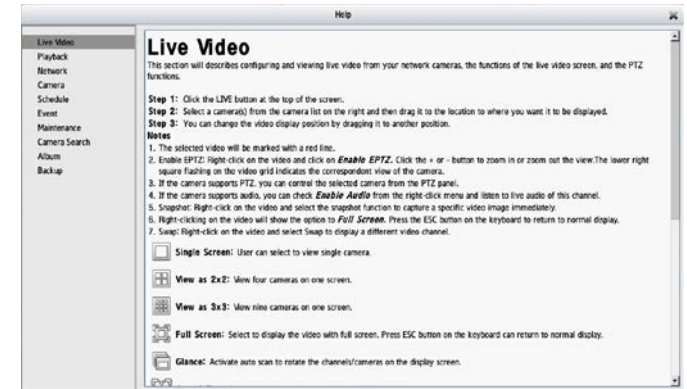 Help
Live Video
Playback
Network
Camera
Schedule
Event
Maintenance
Camera Search
Album
Backup
Live Video
This section will describes configuring and viewing live video from your network cameras, the functions of the live video screen, and the PTZ
functions.
Step 1: Click the LIVE button at the top of the screen.
Step 2: Select a camera(s) from the camera list on the right and then drag it to the location to where you want it to be displayed.
Step 3: You can change the video display position by dragging it to another position.
Notes
1. The selected video will be marked with a red line.
2. Enable EPTZ: Right-click on the video and click on Enable EPTZ. Click the + or - button to zoom in or zoom out the view.The lower right
square flashing on the video grid indicates the correspondent view of the camera.
3. If the camera supports PTZ, you can control the selected camera from the PTZ panel.
4. If the camera supports audio, you can check Enable Audio from the right-click menu and listen to live audio of this channel.
5. Snapshot: Right-click on the video and select the snapshot function to capture a specific video image immediately.
6. Right-clicking on the video will show the option to Full Screen. Press the ESC button on the keyboard to return to normal display.
7. Swap: Right-click on the video and select Swap to display a different video channel.
Single Screen: User can select to view single camera.
View as 2x2: View four cameras on one screen.
View as 3x3: View nine cameras on one screen.
Full Screen: Select to display the video with full screen. Press ESC button on the keyboard can return to normal display.
Glance: Activate auto scan to rotate the channels/cameras on the display screen.